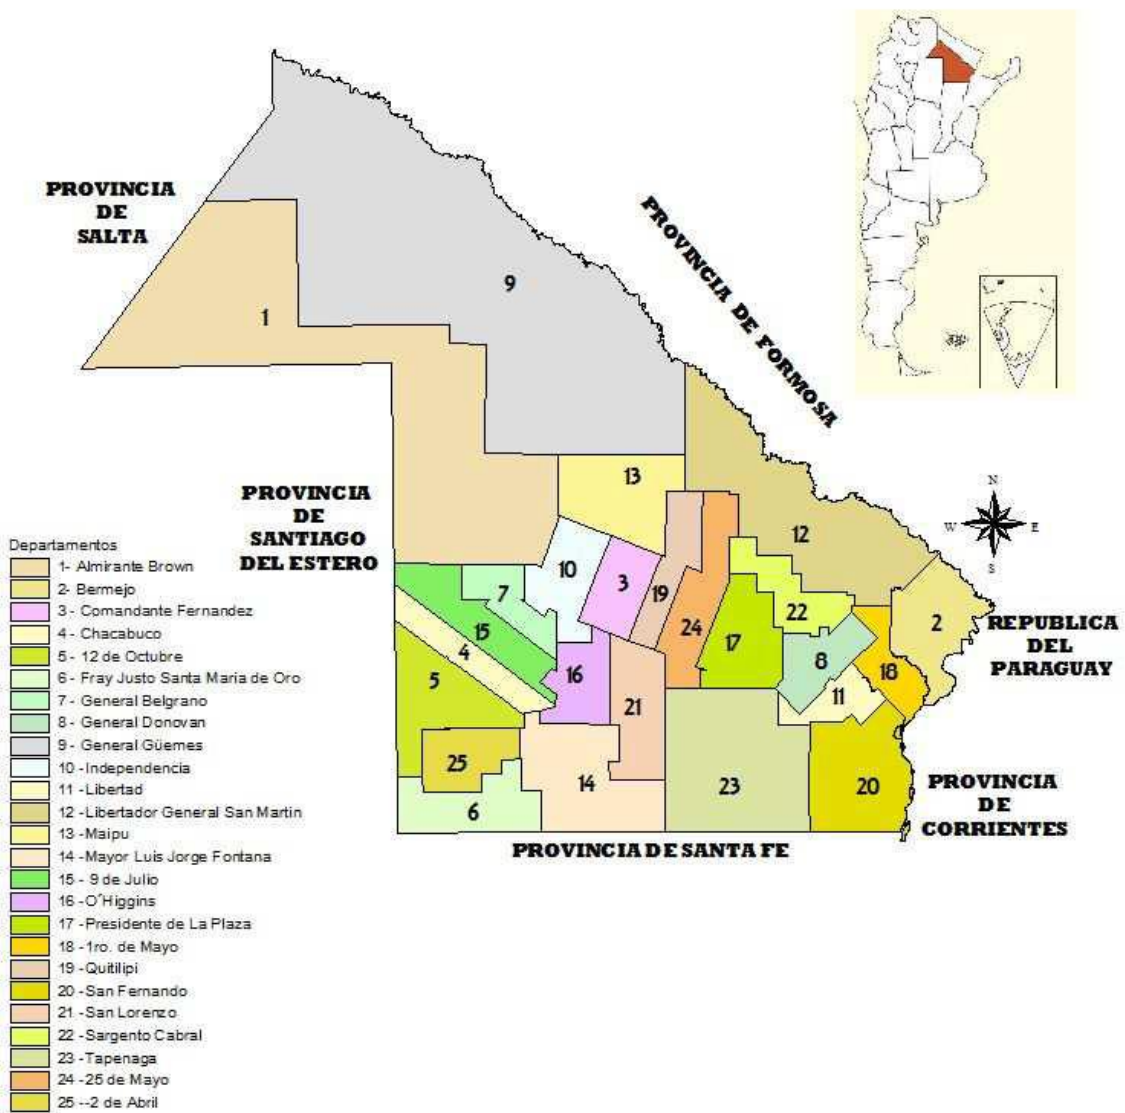 PROVINCIA
DE
SALTA
PROVINCIA DE FORMOSA
9
1
13
PROVINCIA
DE
SANTIAGO
DEL ESTERO
N
W
E
S
12
10
3
7
19
22
15
24
17
2
REPUBLICA
DEL
PARAGUAY
4
5
16
8
18
21
11
25
14
23
20
6
PROVINCIA
DE
CORRIENTES
PROVINCIA DE SANTA FE
Departamentos
1- Almirante Brown
2- Bermejo
3 - Comandante Fernandez
4 - Chacabuco
5 - 12 de Octubre
6 - Fray Justo Santa Maria de Oro
7 - General Belgrano
8 - General Donovan
9 - General Güemes
10 -Independencia
11 -Libertad
12 -Libertador General San Martin
13 -Maipu
14 -Mayor Luis Jorge Fontana
15 - 9 de Julio
16 -O´Higgins
17 -Presidente de La Plaza
18 -1ro. de Mayo
19 -Quitilipi
20 -San Fernando
21 -San Lorenzo
22 -Sargento Cabral
23 -Tapenaga
24 -25 de Mayo
25 --2 de Abril